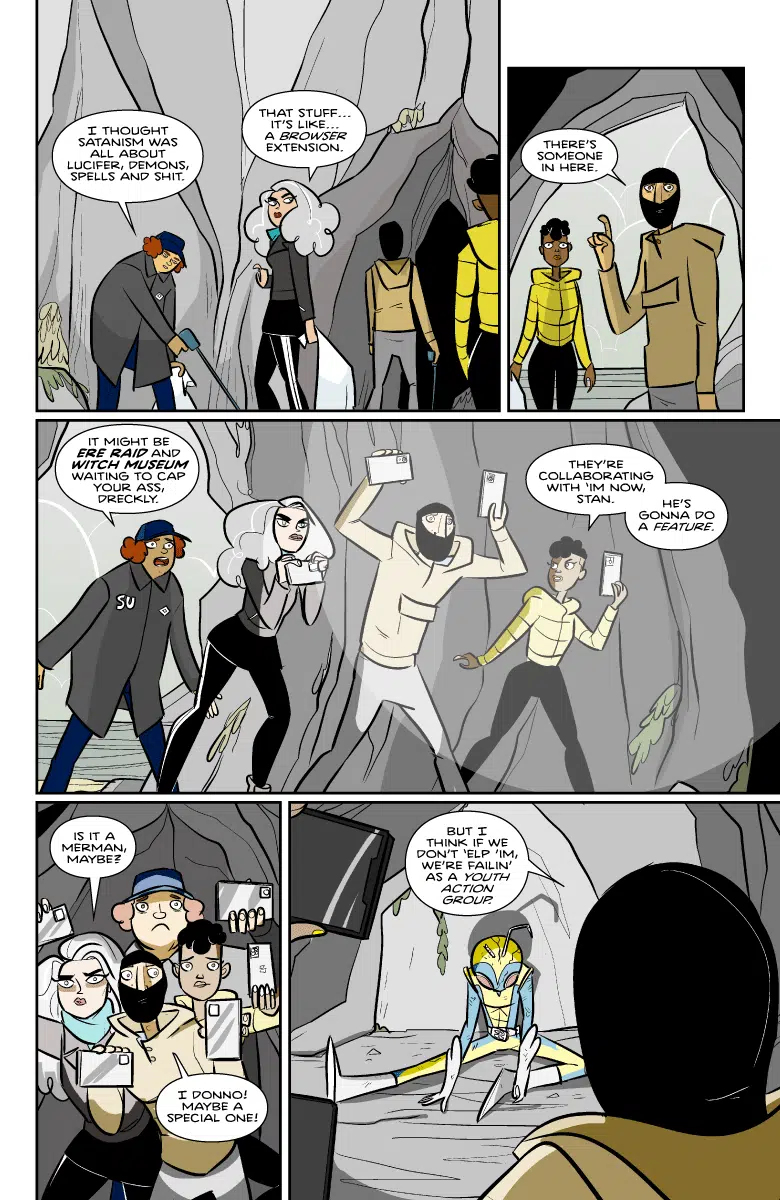 I THOUGHT
SATANISM WAS
ALL ABOUT
LUCIFER, DEMONS,
SPELLS AND SHIT.
THAT STUFF...
IT'S LIKE...
A BROWSER
EXTENSION.
THERE'S
SOMEONE
IN HERE.
IT MIGHT BE
ERE RAID AND
WITCH MUSEUM
WAITING TO CAP
YOUR ASS,
DRECKLY.
SU
THEY'RE
COLLABORATING
WITH 'IM NOW,
STAN.
HE'S
GONNA DO
A FEATURE.
IS IT A
MERMAN,
MAYBE?
I DONNO!
MAYBE A
SPECIAL ONE!
BUT I
THINK IF WE
DON'T 'ELP 'IM,
WE'RE FAILIN'
AS A YOUTH
ACTION
GROUP.